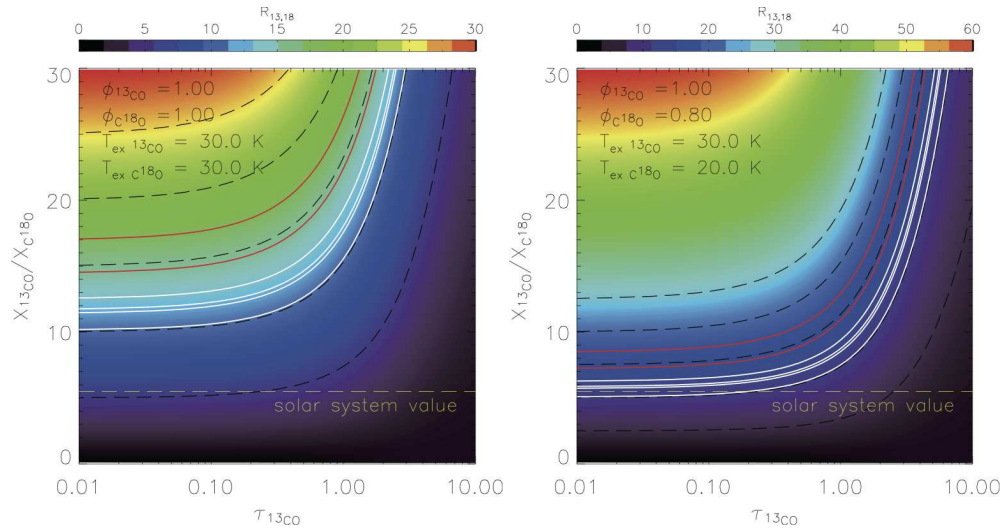 R13,18
0 5 10 15 20 25 30
30
20
10
0
X13CO/XC18O
ϕ13CO = 1.00
ϕC18O = 1.00
Tex 13CO = 30.0 K
Tex C18O = 30.0 K
solar system value
0.01 0.10 1.00 10.00
τ13CO
R13,18
0 10 20 30 40 50 60
30
20
10
0
X13CO/XC18O
ϕ13CO = 1.00
ϕC18O = 0.80
Tex 13CO = 30.0 K
Tex C18O = 20.0 K
solar system value
0.01 0.10 1.00 10.00
τ13CO